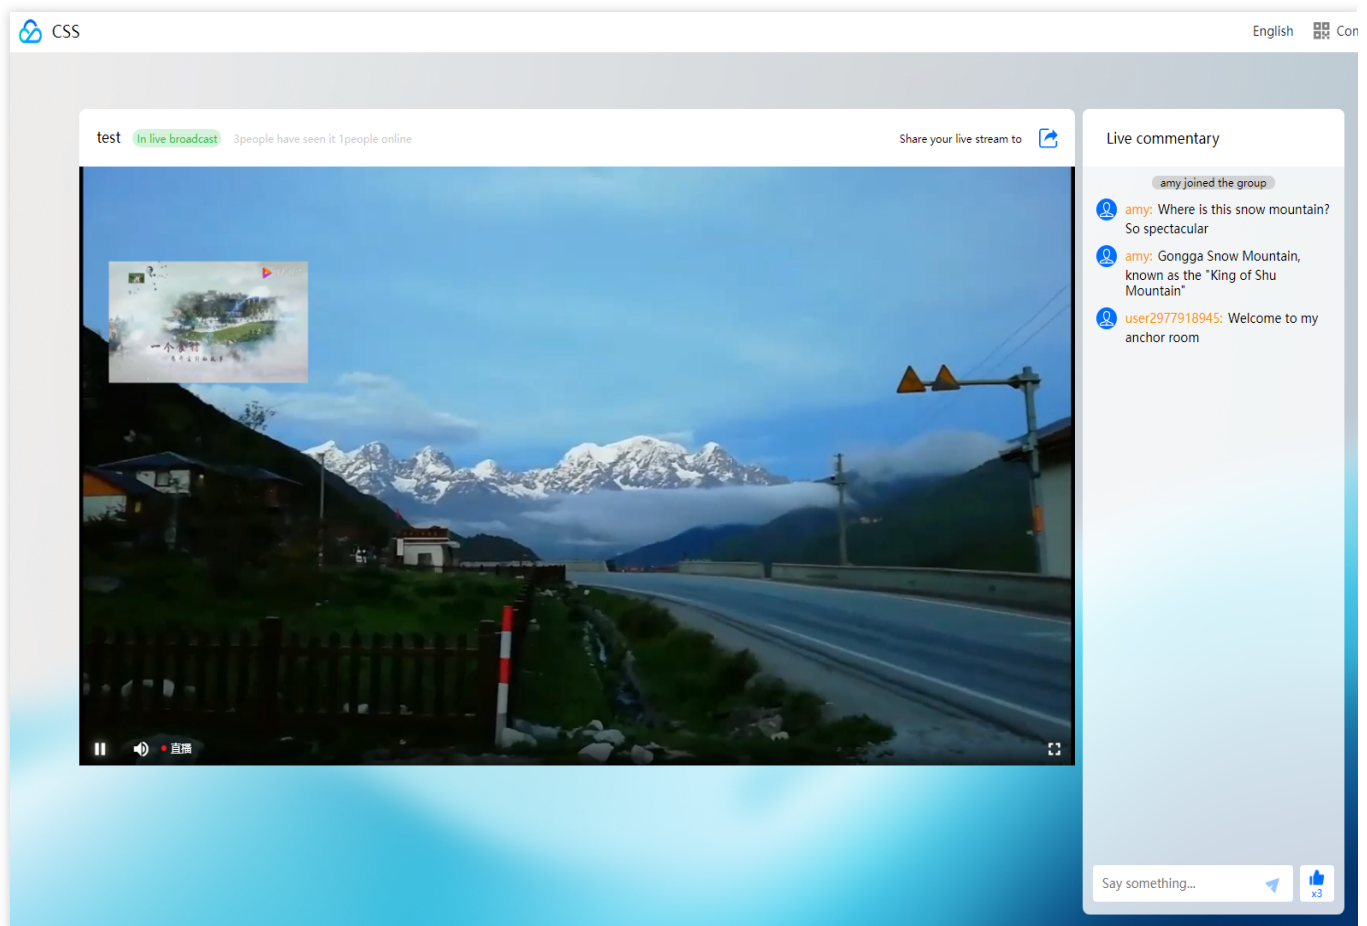 CSS
English
Con
test
In live broadcast
3people have seen it 1people online
Share your live stream to
Live commentary
amy joined the group
amy: Where is this snow mountain?
So spectacular
amy: Gongga Snow Mountain,
known as the "King of Shu
Mountain"
user2977918945: Welcome to my
anchor room
一个食村
直播
Say something...
x3